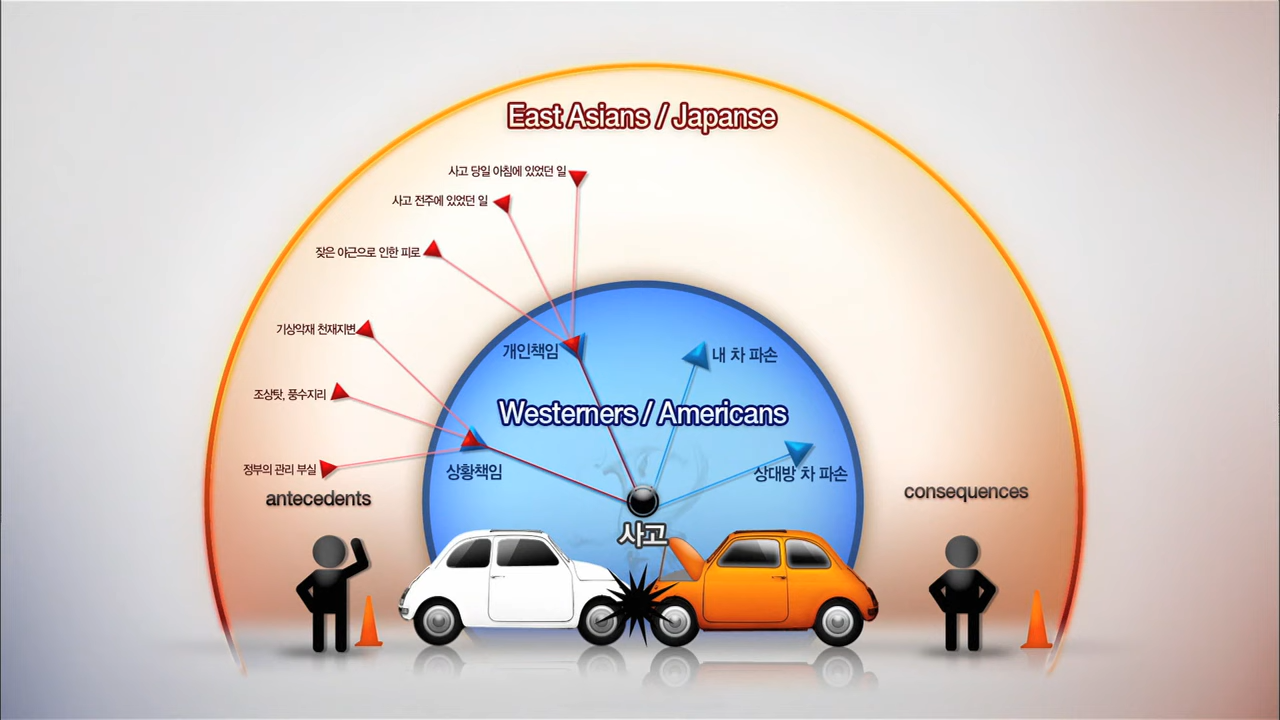 East Asians / Japanse
사고 당일 아침에 있었던 일
사고 전주에 있었던 일
잦은 야근으로 인한 피로
기상악재 천재지변
개인책임
내 차 파손
조상탓, 풍수지리
Westerners / Americans
정부의 관리 부실
상황책임
상대방 차 파손
antecedents
consequences
사고